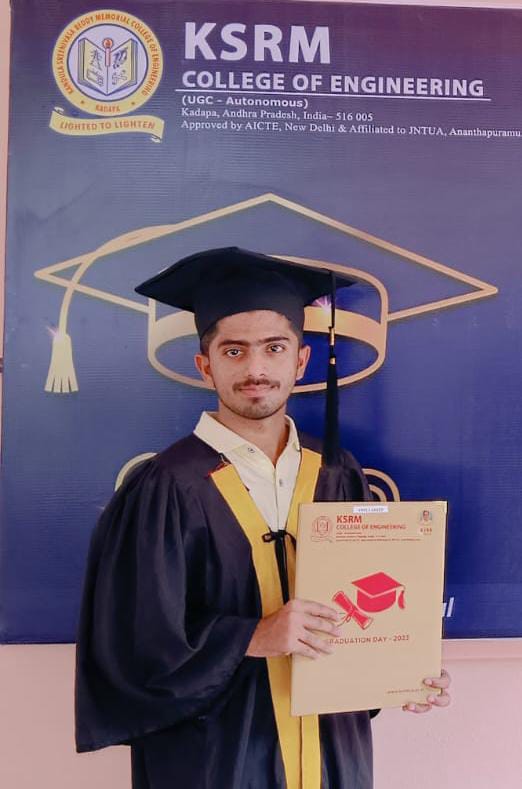 KANDULA SREENIVASA REDDY MEMORIAL COLLEGE OF ENGINEERING
KADAPA
LIGHTED TO LIGHTEN
KSRM
COLLEGE OF ENGINEERING
(UGC - Autonomous)
Kadapa, Andhra Pradesh, India– 516 005
Approved by AICTE, New Delhi & Affiliated to JNTUA, Ananthapuramu
KSRM
COLLEGE OF ENGINEERING
GRADUATION DAY - 2023